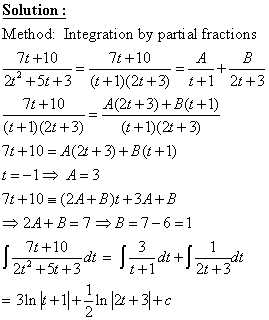 Solution :
Method: Integration by partial fractions
(7t+10)/(2t²+5t+3) = (7t+10)/((t+1)(2t+3)) = A/(t+1) + B/(2t+3)
(7t+10)/((t+1)(2t+3)) = (A(2t+3)+B(t+1))/((t+1)(2t+3))
7t+10 = A(2t+3)+B(t+1)
t=−1⇒ A=3
7t+10 ≡ (2A+B)t+3A+B
⇒2A+B=7⇒B=7−6=1
∫ (7t+10)/(2t²+5t+3) dt = ∫ 3/(t+1) dt + ∫ 1/(2t+3) dt
= 3ln|t+1|+ 1/2 ln|2t+3|+c